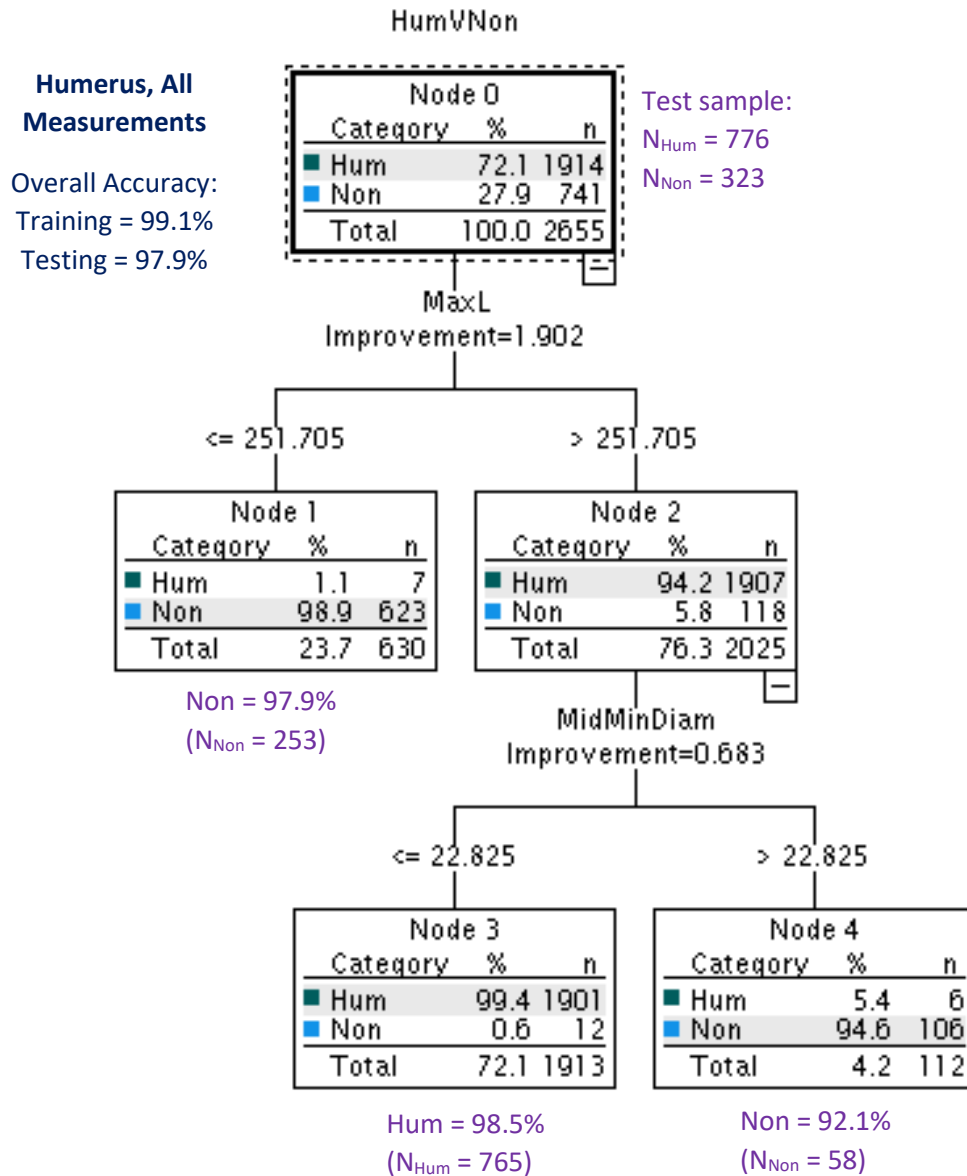 HumVNon
Humerus, All
Measurements
Overall Accuracy:
Training = 99.1%
Testing = 97.9%
Node 0
Category % n
Hum 72.1 1914
Non 27.9 741
Total 100.0 2655
Test sample:
NHum = 776
NNon = 323
MaxL
Improvement=1.902
<= 251.705
> 251.705
Node 1
Category % n
Hum 1.1 7
Non 98.9 623
Total 23.7 630
Non = 97.9%
(NNon = 253)
Node 2
Category % n
Hum 94.2 1907
Non 5.8 118
Total 76.3 2025
MidMinDiam
Improvement=0.683
<= 22.825
> 22.825
Node 3
Category % n
Hum 99.4 1901
Non 0.6 12
Total 72.1 1913
Hum = 98.5%
(NHum = 765)
Node 4
Category % n
Hum 5.4 6
Non 94.6 106
Total 4.2 112
Non = 92.1%
(NNon = 58)